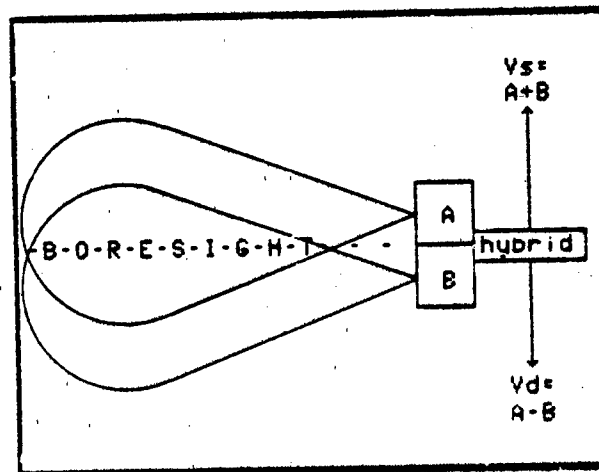 Vs=
A+B
A
-B-O-R-E-S-I-G-H-T- - -
hybrid
B
Vd=
A-B